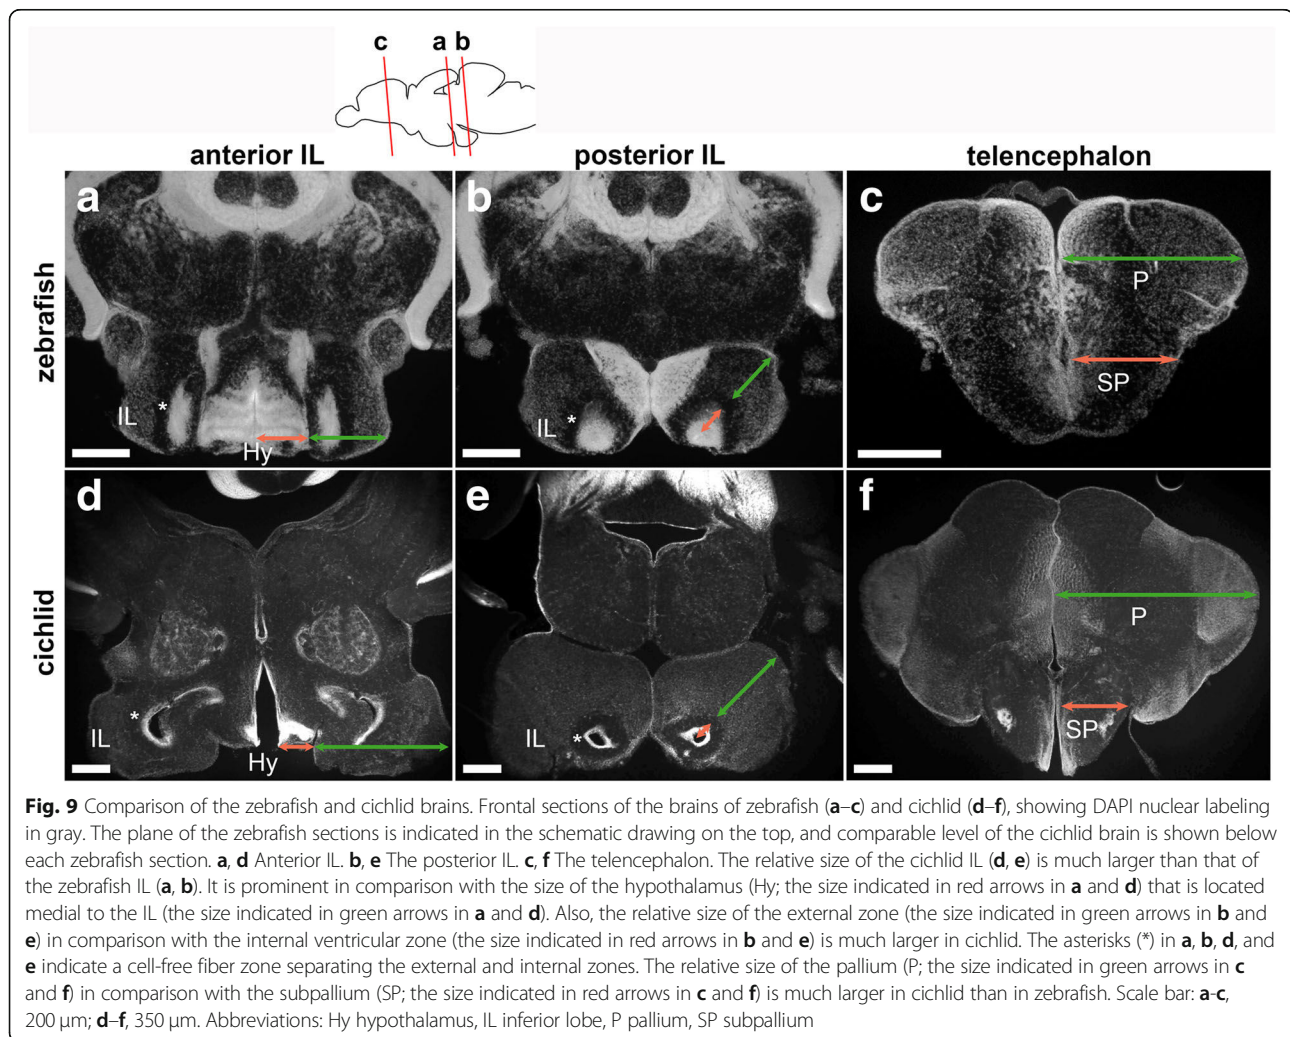 c a b
anterior IL posterior IL telencephalon
zebrafish
a b c
P
SP
IL * Hy
IL *
cichlid
d e f
P
* IL Hy
IL *
SP
Fig. 9 Comparison of the zebrafish and cichlid brains. Frontal sections of the brains of zebrafish (a–c) and cichlid (d–f), showing DAPI nuclear labeling
in gray. The plane of the zebrafish sections is indicated in the schematic drawing on the top, and comparable level of the cichlid brain is shown below
each zebrafish section. a, d Anterior IL. b, e The posterior IL. c, f The telencephalon. The relative size of the cichlid IL (d, e) is much larger than that of
the zebrafish IL (a, b). It is prominent in comparison with the size of the hypothalamus (Hy; the size indicated in red arrows in a and d) that is located
medial to the IL (the size indicated in green arrows in a and d). Also, the relative size of the external zone (the size indicated in green arrows in b and
e) in comparison with the internal ventricular zone (the size indicated in red arrows in b and e) is much larger in cichlid. The asterisks (*) in a, b, d, and
e indicate a cell-free fiber zone separating the external and internal zones. The relative size of the pallium (P; the size indicated in green arrows in c
and f) in comparison with the subpallium (SP; the size indicated in red arrows in c and f) is much larger in cichlid than in zebrafish. Scale bar: a-c,
200 μm; d–f, 350 μm. Abbreviations: Hy hypothalamus, IL inferior lobe, P pallium, SP subpallium